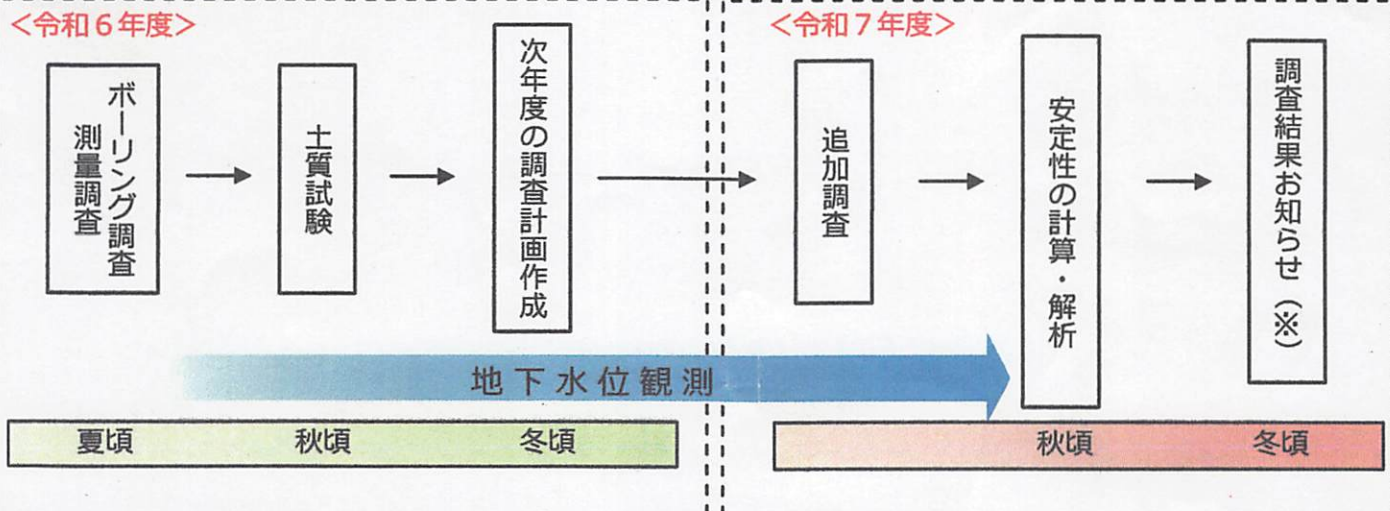 <令和6年度>
ボーリング調査
測量調査
土質試験
次年度の調査計画作成
<令和7年度>
追加調査
安定性の計算・解析
調査結果お知らせ(※)
地下水位観測
夏頃
秋頃
冬頃
秋頃
冬頃